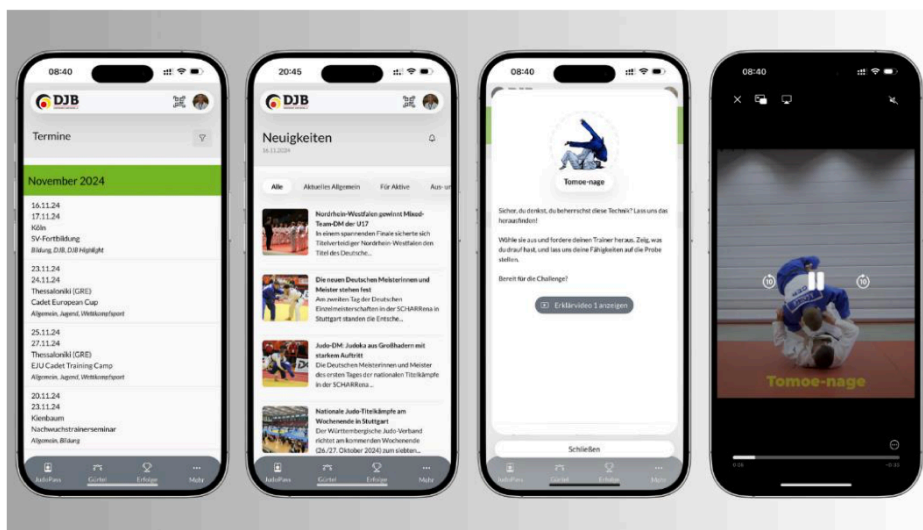 08:40
DJB
Termine
November 2024
16.11.24
17.11.24
Köln
SV-Fortbildung
Bildung, DJB, DJB Highlight
23.11.24
24.11.24
Thessaloniki (GRE)
Cadet European Cup
Allgemein, Jugend, Wettkampfsport
25.11.24
27.11.24
Thessaloniki (GRE)
EJU Cadet Training Camp
Allgemein, Jugend, Wettkampfsport
20.11.24
23.11.24
Kienbaum
Nachwuchstrainerseminar
Allgemein, Bildung
JudoPass Gürtel Erfolge Mehr
20:45
DJB
Neuigkeiten
16.11.2024
Alle Aktuelles Allgemein Für Aktive
Nordrhein-Westfalen gewinnt Mixed-
Team-DM der U17
In einem spannenden Finale sicherte sich
Titelverteidiger Nordrhein-Westfalen den
Titel des Deutsche...
Die neuen Deutschen Meisterinnen und
Meister stehen fest
Am zweiten Tag der Deutschen
Einzelmeisterschaften in der SCHARRena in
Stuttgart standen die Entsche...
Judo-DM: Judoka aus Großhadern mit
starkem Auftritt
Die Deutschen Meisterinnen und Meister
des ersten Tages der nationalen Titelkämpfe
in der SCHARRena...
Nationale Judo-Titelkämpfe am
Wochenende in Stuttgart
Der Württembergische Judo-Verband
richtet am kommenden Wochenende
(26./27. Oktober 2024) zum siebten...
JudoPass Gürtel Erfolge Mehr
08:40
Tomoe-nage
Sicher, du denkst, du beherrschst diese Technik? Lass uns das
herausfinden!
Wähle sie aus und fordere deinen Trainer heraus. Zeig, was
du drauf hast, und lass uns deine Fähigkeiten auf die Probe
stellen.
Bereit für die Challenge?
Erklärvideo 1 anzeigen
Schließen
JudoPass Gürtel Erfolge Mehr
08:40
10 10
Tomoe-nage